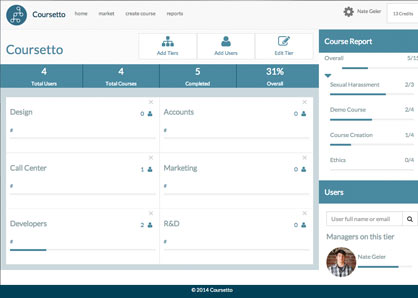 Coursetto
home market create course reports
Nate Geler
13 Credits
Coursetto
Add Tiers
Add Users
Edit Tier
4
Total Users
4
Total Courses
5
Completed
31%
Overall
Design
0
#
Accounts
0
#
Call Center
1
#
Marketing
0
#
Developers
2
#
R&D
0
#
Course Report
Overall
Sexual Harassment 2/3
Demo Course 2/4
Course Creation 1/4
Ethics 0/4
Users
User full name or email
Managers on this tier
Nate Geler
© 2014 Coursetto